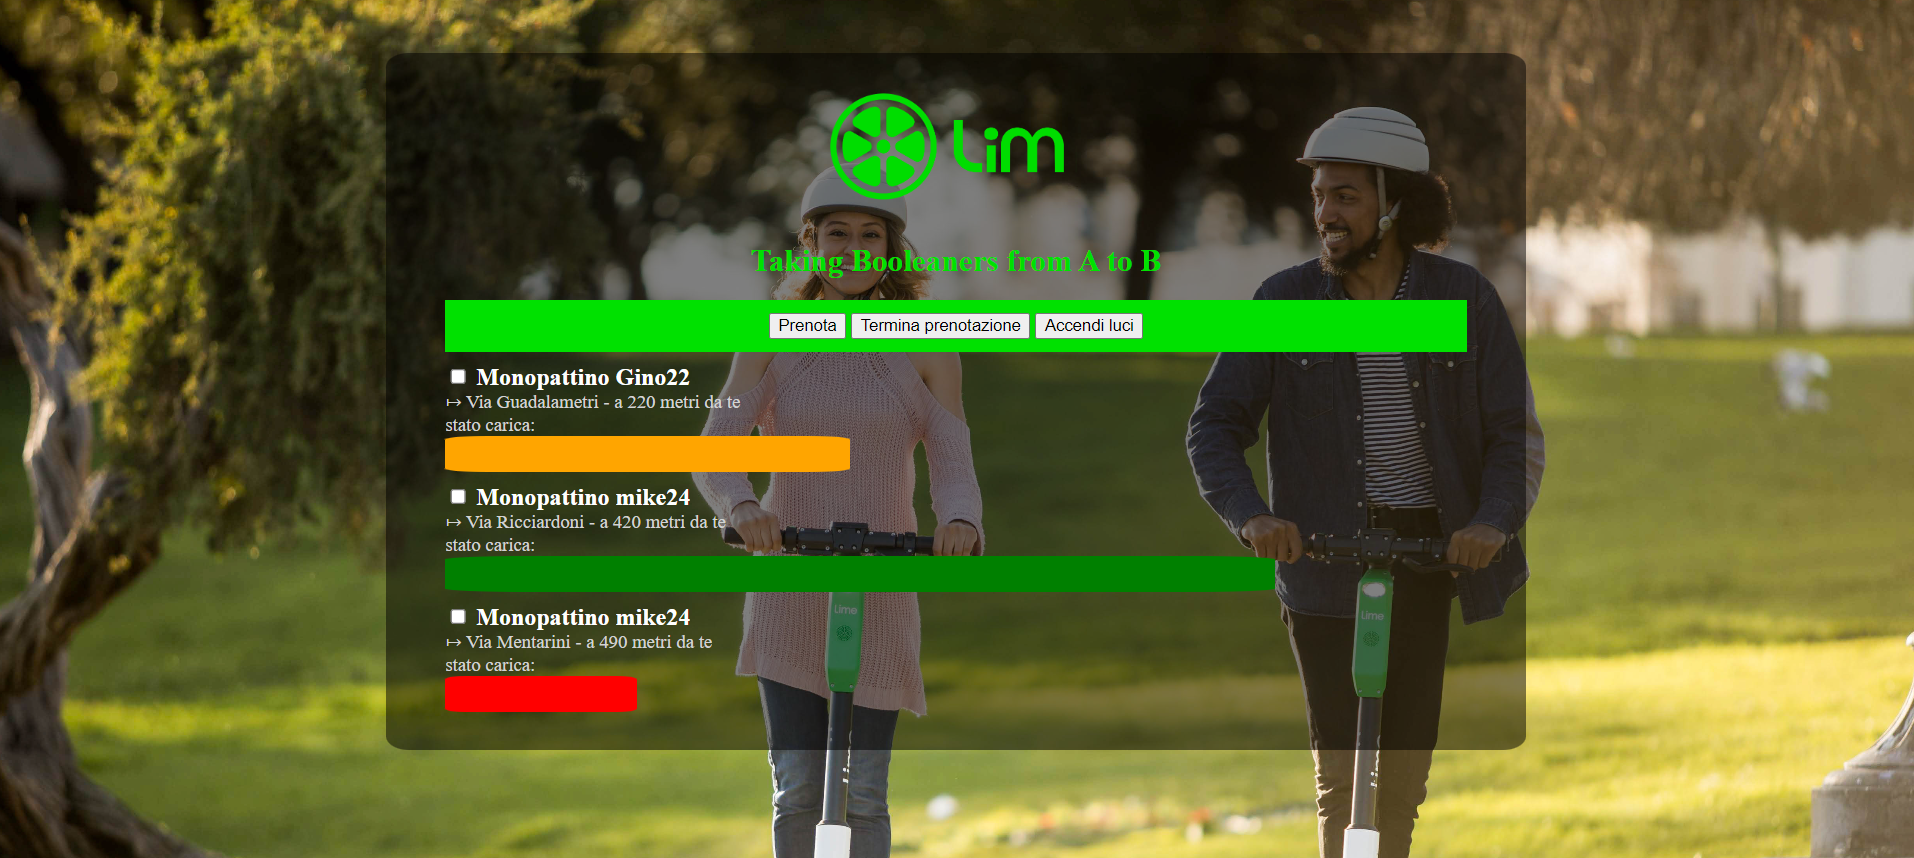 Lim
Taking Booleaners from A to B
Prenota Termina prenotazione Accendi luci
Monopattino Gino22
↦ Via Guadalametri - a 220 metri da te
stato carica:
Monopattino mike24
↦ Via Ricciardoni - a 420 metri da te
stato carica:
Lime
Lime
Monopattino mike24
↦ Via Mentarini - a 490 metri da te
stato carica: